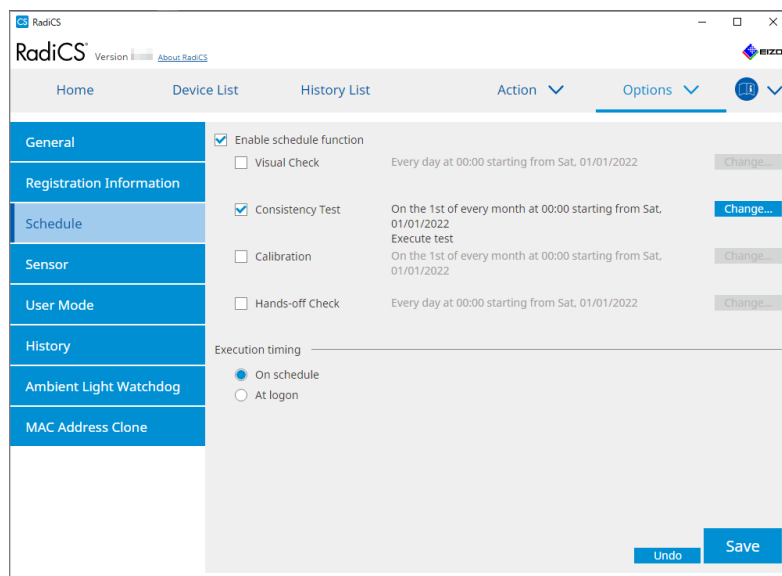 CS RadiCS
RadiCS® Version About RadiCS
EIZO
Home Device List History List Action Options
General
Registration Information
Schedule
Sensor
User Mode
History
Ambient Light Watchdog
MAC Address Clone
Enable schedule function
Visual Check Every day at 00:00 starting from Sat, 01/01/2022 Change...
Consistency Test On the 1st of every month at 00:00 starting from Sat, Change...
01/01/2022
Execute test
Calibration On the 1st of every month at 00:00 starting from Sat, Change...
01/01/2022
Hands-off Check Every day at 00:00 starting from Sat, 01/01/2022 Change...
Execution timing
On schedule
At logon
Undo Save